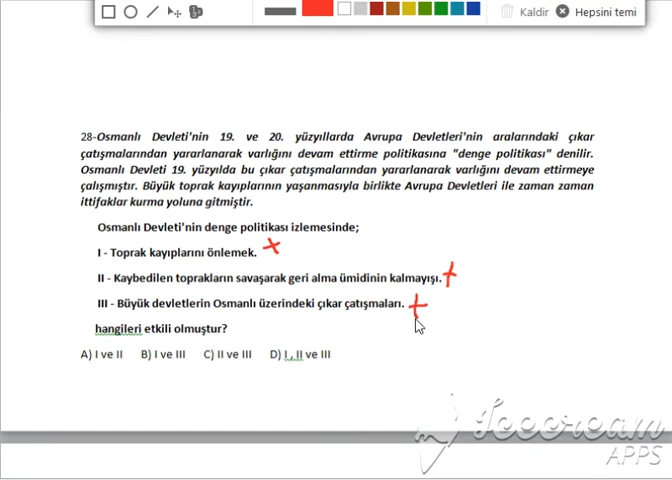 Kaldir Hepsini temi
28-Osmanlı Devleti'nin 19. ve 20. yüzyıllarda Avrupa Devletleri'nin aralarındaki çıkar
çatışmalarından yararlanarak varlığını devam ettirme politikasına "denge politikası" denilir.
Osmanlı Devleti 19. yüzyılda bu çıkar çatışmalarından yararlanarak varlığını devam ettirmeye
çalışmıştır. Büyük toprak kayıplarının yaşanmasıyla birlikte Avrupa Devletleri ile zaman zaman
ittifaklar kurma yoluna gitmiştir.
Osmanlı Devleti'nin denge politikası izlemesinde;
I - Toprak kayıplarını önlemek.
II - Kaybedilen toprakların savaşarak geri alma ümidinin kalmayışı.
III - Büyük devletlerin Osmanlı üzerindeki çıkar çatışmaları.
hangileri etkili olmuştur?
A) I ve II B) I ve III C) II ve III D) I , II ve III
Icecream
APPS